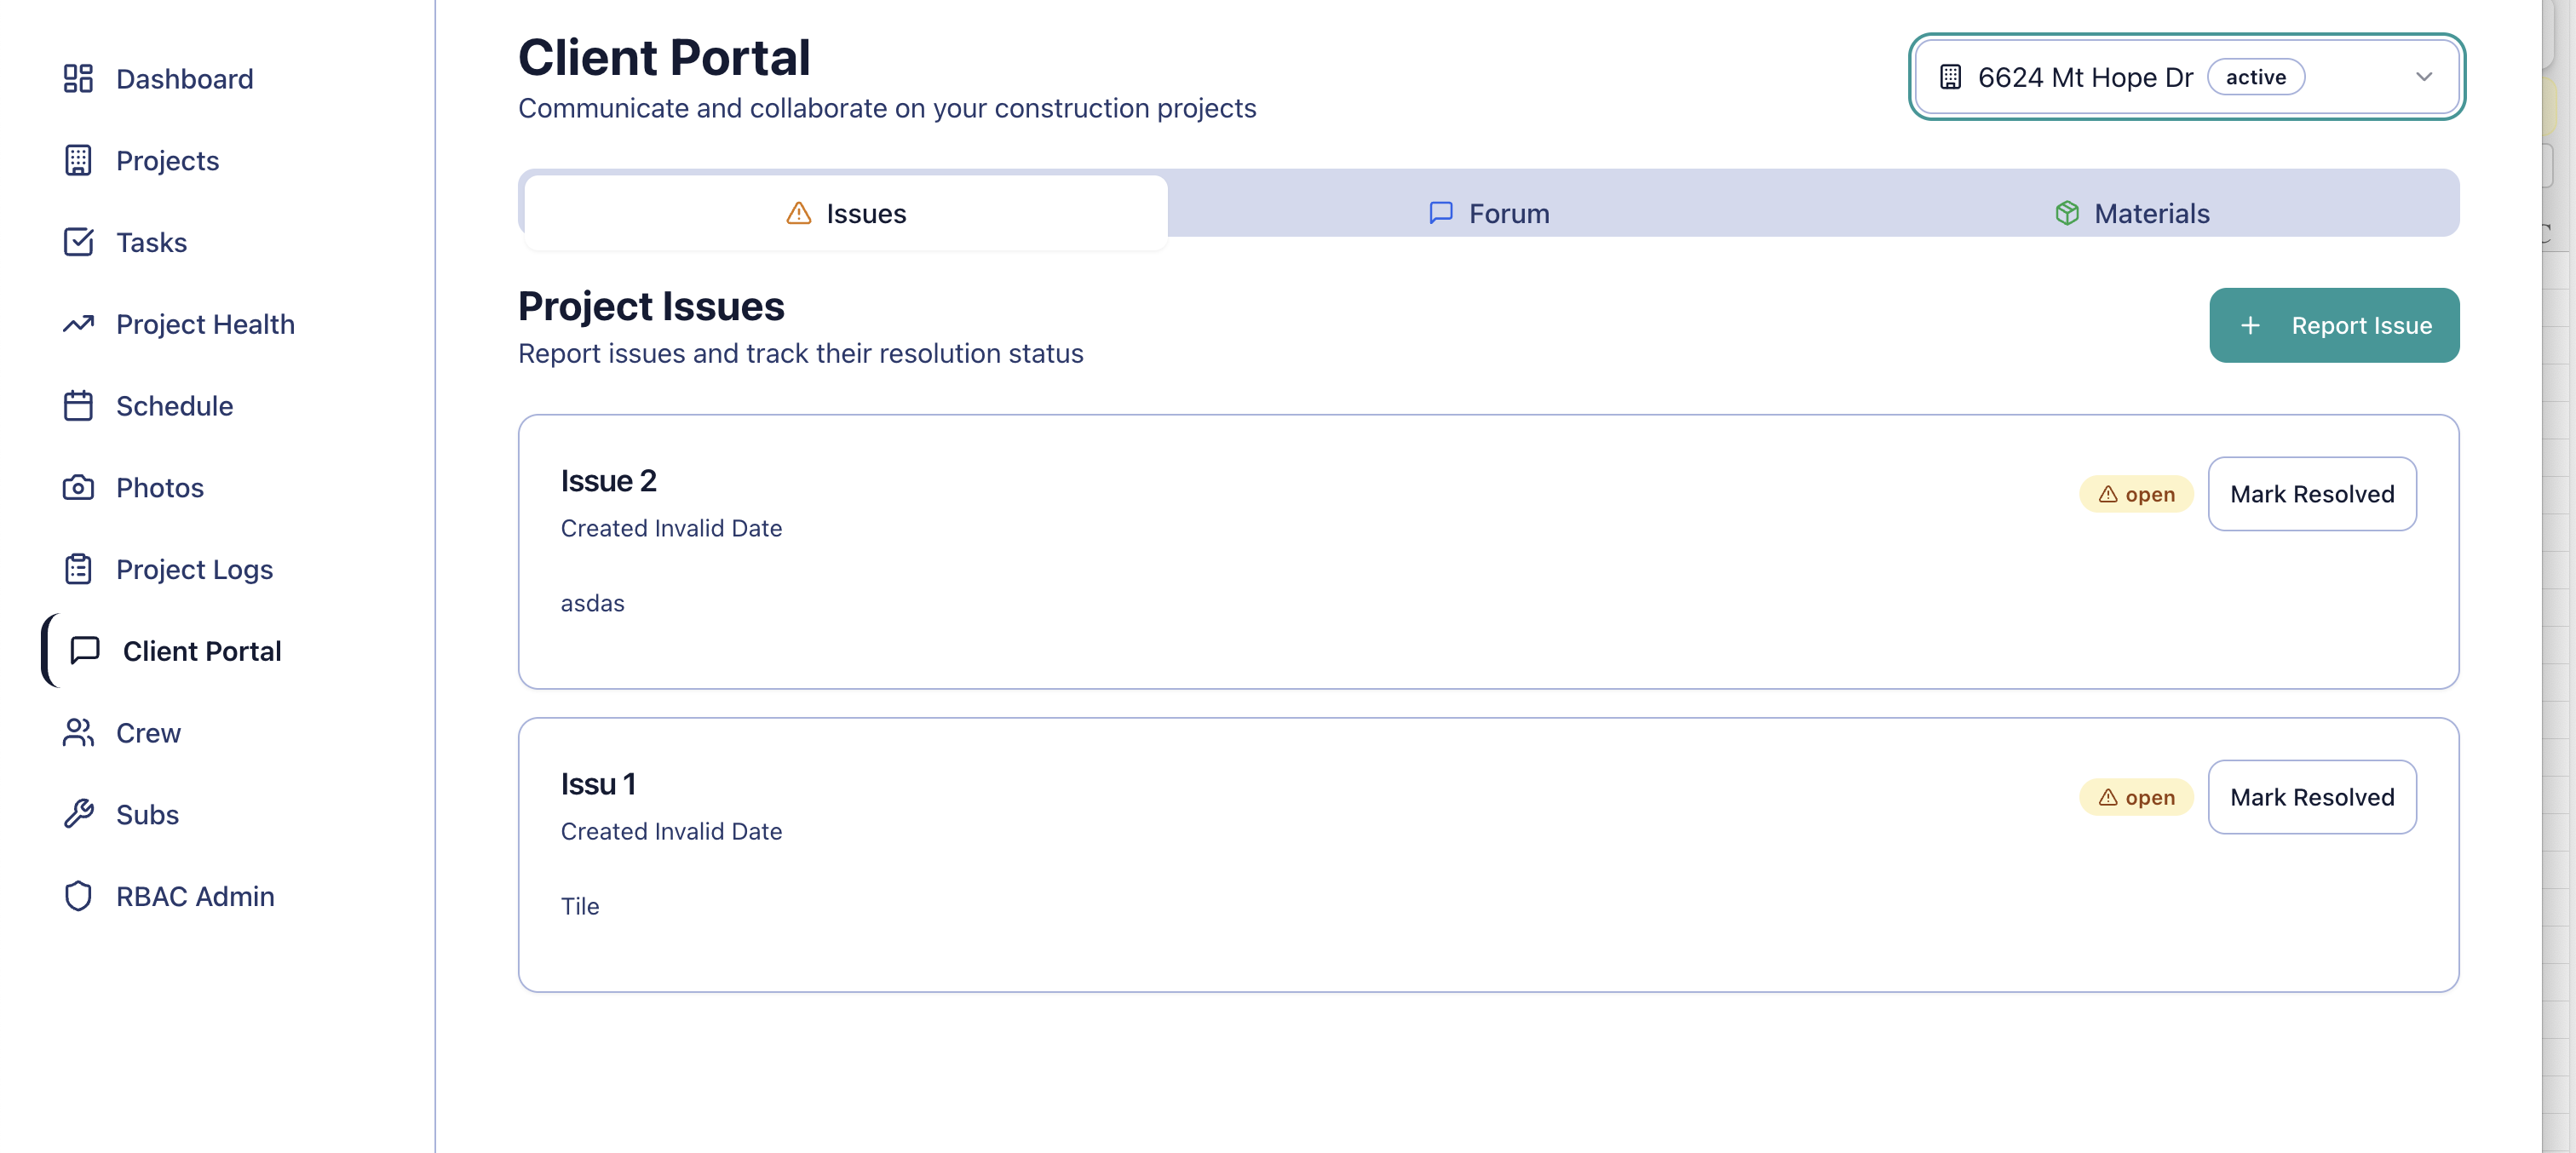 Dashboard
Projects
Tasks
Project Health
Schedule
Photos
Project Logs
Client Portal
Crew
Subs
RBAC Admin
Client Portal
Communicate and collaborate on your construction projects
6624 Mt Hope Dr active
Issues
Forum
Materials
Project Issues
Report issues and track their resolution status
+ Report Issue
Issue 2
open
Mark Resolved
Created Invalid Date
asdas
Issu 1
open
Mark Resolved
Created Invalid Date
Tile